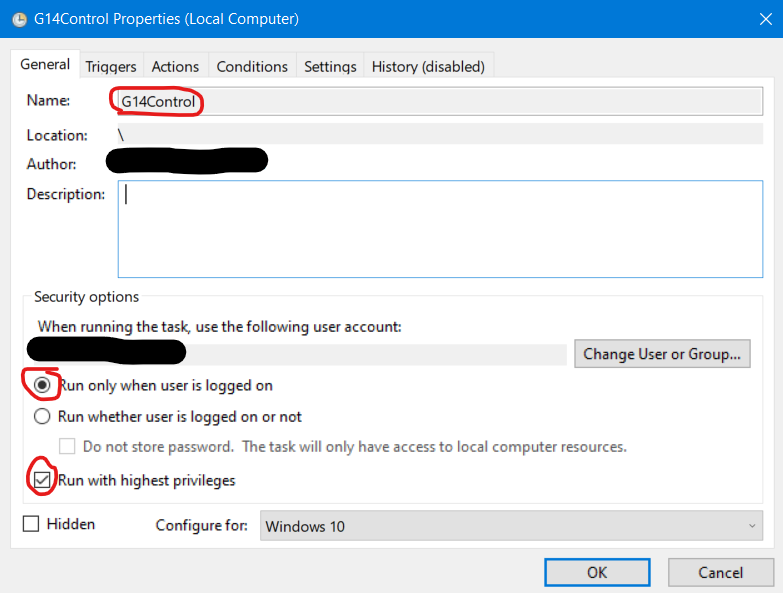 G14Control Properties (Local Computer)
General Triggers Actions Conditions Settings History (disabled)
Name: G14Control
Location: \
Author:
Description:
Security options
When running the task, use the following user account:
Change User or Group...
Run only when user is logged on
Run whether user is logged on or not
Do not store password. The task will only have access to local computer resources.
Run with highest privileges
Hidden Configure for: Windows 10
OK Cancel